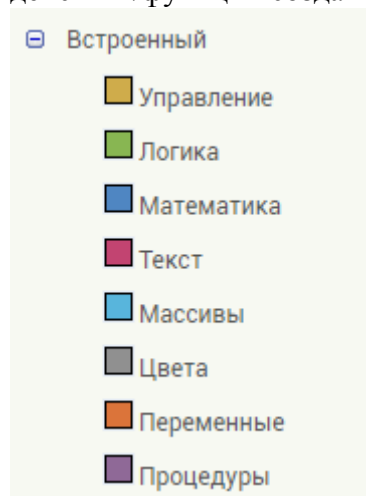 Встроенный
Управление
Логика
Математика
Текст
Массивы
Цвета
Переменные
Процедуры